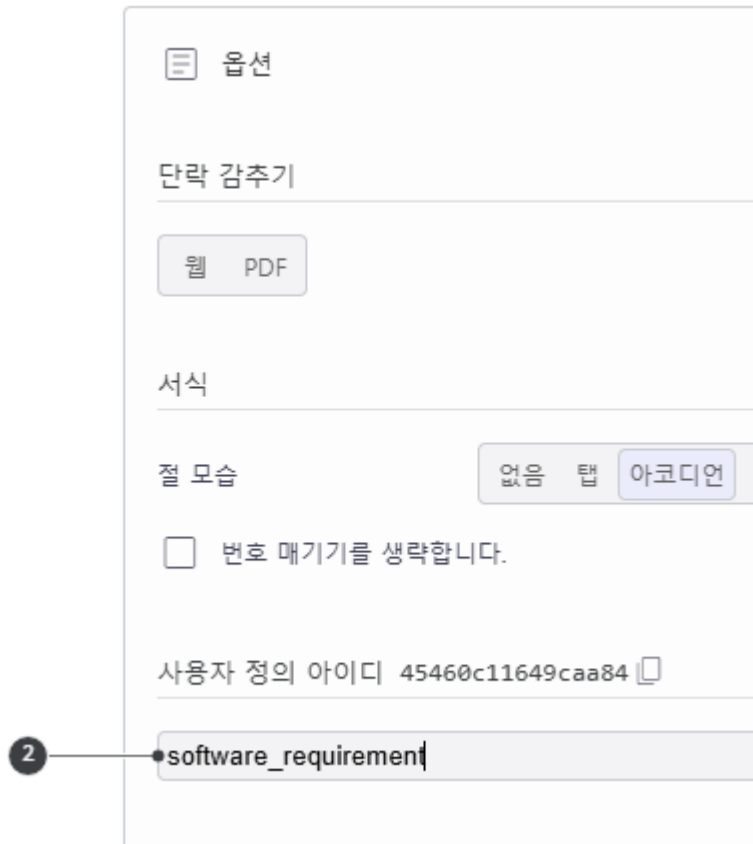 옵션
단락 감추기
웹 PDF
서식
절 모습 없음 탭 아코디언
번호 매기기를 생략합니다.
사용자 정의 아이디 45460c11649caa84
2 software_requirement